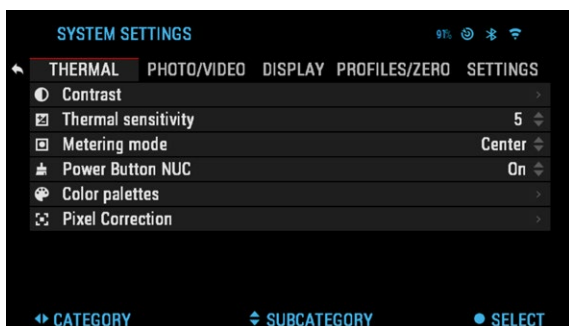 SYSTEM SETTINGS 91%
THERMAL PHOTO/VIDEO DISPLAY PROFILES/ZERO SETTINGS
Contrast
Thermal sensitivity 5
Metering mode Center
Power Button NUC On
Color palettes
Pixel Correction
CATEGORY SUBCATEGORY SELECT